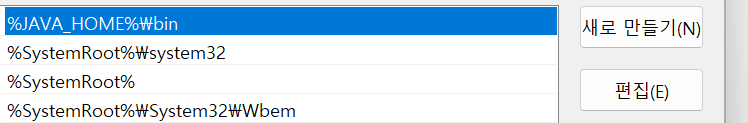 %JAVA_HOME%₩bin
%SystemRoot%₩system32
%SystemRoot%
%SystemRoot%₩System32₩Wbem
새로 만들기(N)
편집(E)